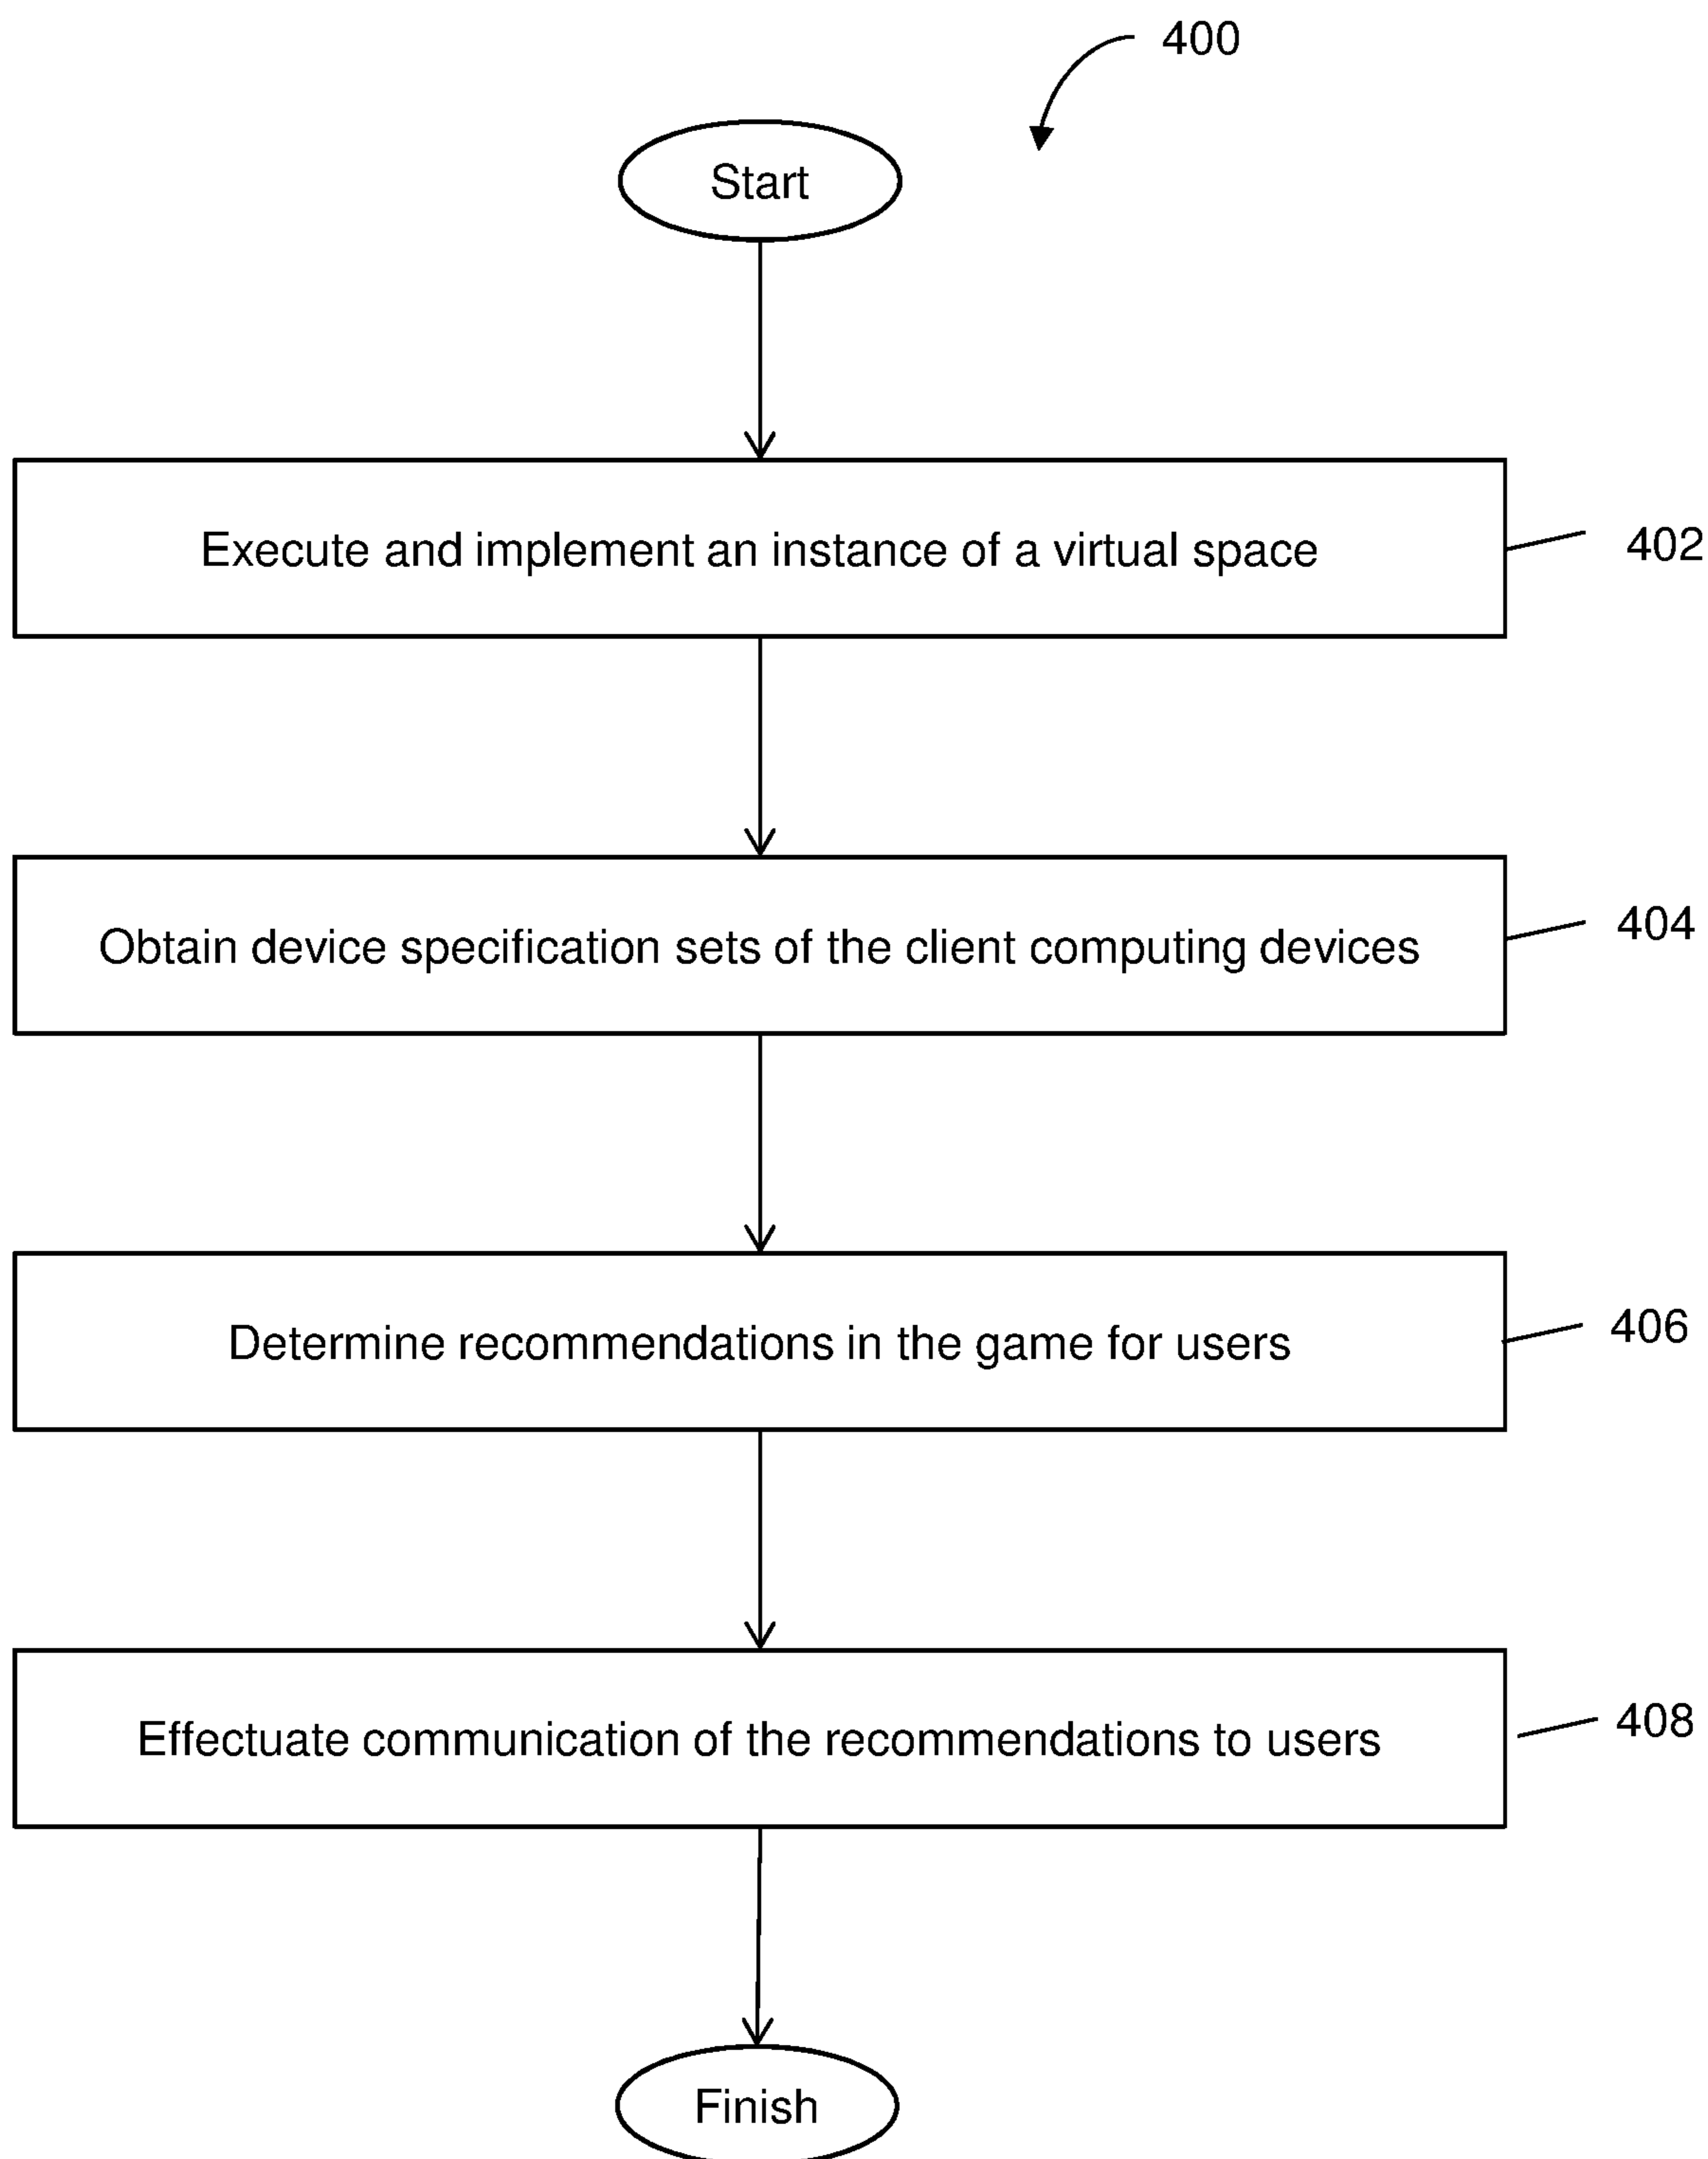 400
Start
Execute and implement an instance of a virtual space
402
Obtain device specification sets of the client computing devices
404
Determine recommendations in the game for users
406
Effectuate communication of the recommendations to users
408
Finish